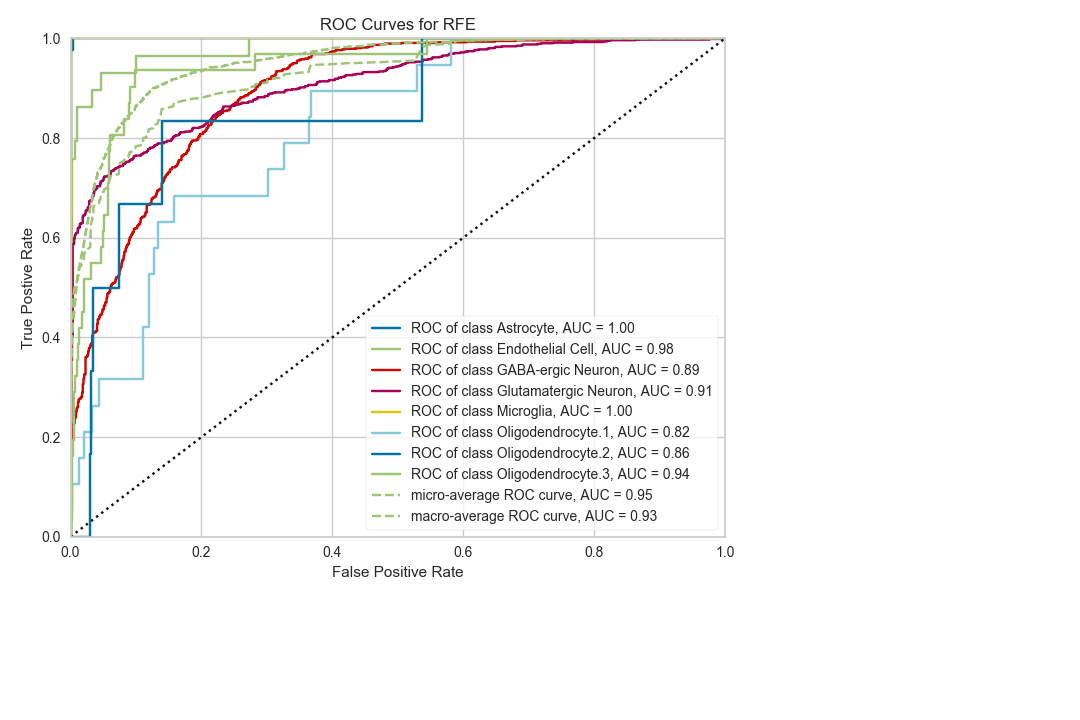 ROC Curves for RFE
True Postive Rate
1.0
0.8
0.6
0.4
0.2
0.0
ROC of class Astrocyte, AUC = 1.00
ROC of class Endothelial Cell, AUC = 0.98
ROC of class GABA-ergic Neuron, AUC = 0.89
ROC of class Glutamatergic Neuron, AUC = 0.91
ROC of class Microglia, AUC = 1.00
ROC of class Oligodendrocyte.1, AUC = 0.82
ROC of class Oligodendrocyte.2, AUC = 0.86
ROC of class Oligodendrocyte.3, AUC = 0.94
micro-average ROC curve, AUC = 0.95
macro-average ROC curve, AUC = 0.93
0.0 0.2 0.4 0.6 0.8 1.0
False Positive Rate